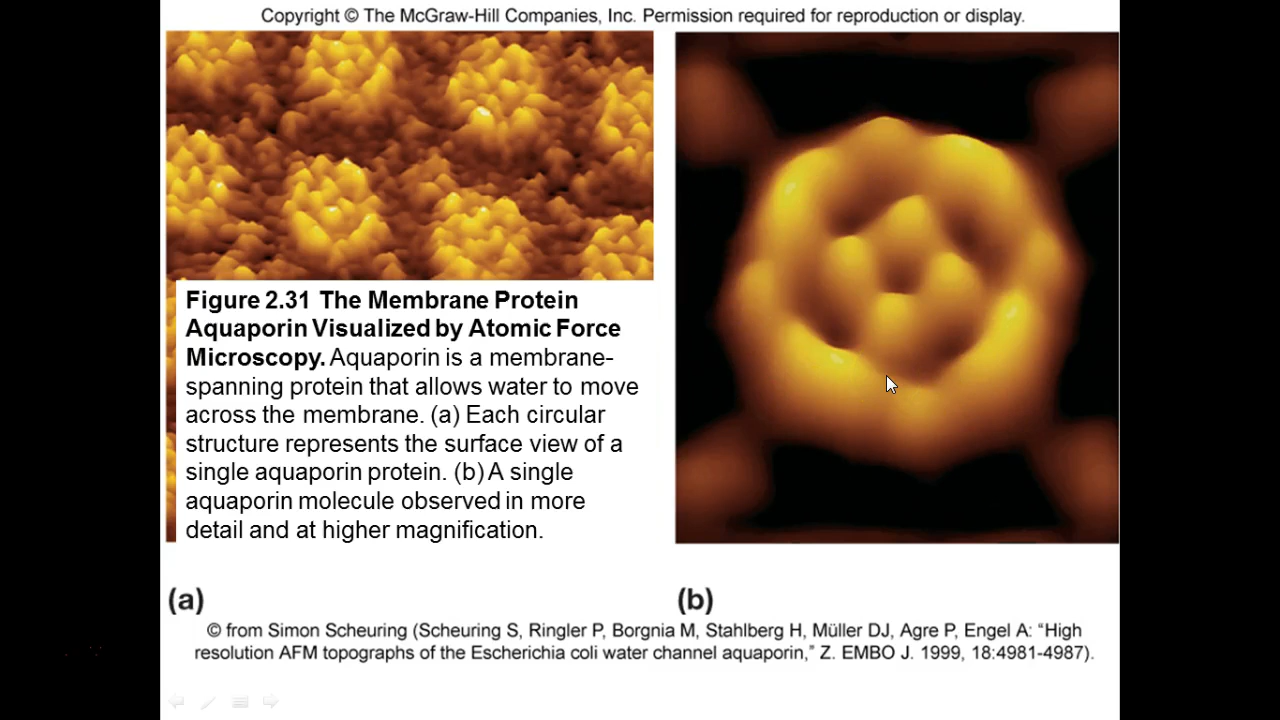 Copyright © The McGraw-Hill Companies, Inc. Permission required for reproduction or display.
Figure 2.31 The Membrane Protein
Aquaporin Visualized by Atomic Force
Microscopy. Aquaporin is a membrane-
spanning protein that allows water to move
across the membrane. (a) Each circular
structure represents the surface view of a
single aquaporin protein. (b) A single
aquaporin molecule observed in more
detail and at higher magnification.
(a)
(b)
© from Simon Scheuring (Scheuring S, Ringler P, Borgnia M, Stahlberg H, Müller DJ, Agre P, Engel A: “High
resolution AFM topographs of the Escherichia coli water channel aquaporin,” Z. EMBO J. 1999, 18:4981-4987).